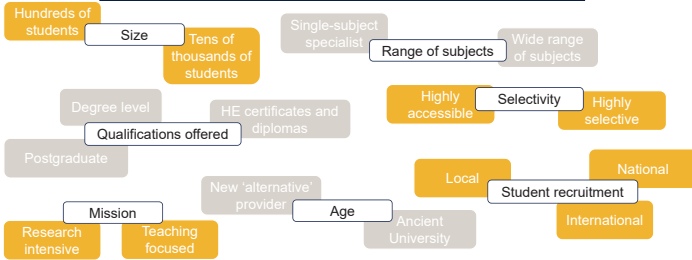 Hundreds of
students
Size
Tens of
thousands of
students
Single-subject
specialist
Range of subjects
Wide range
of subjects
Degree level
HE certificates and
diplomas
Qualifications offered
Postgraduate
Highly
accessible
Selectivity
Highly
selective
Local
National
Student recruitment
International
New ‘alternative’
provider
Age
Ancient
University
Mission
Research
intensive
Teaching
focused